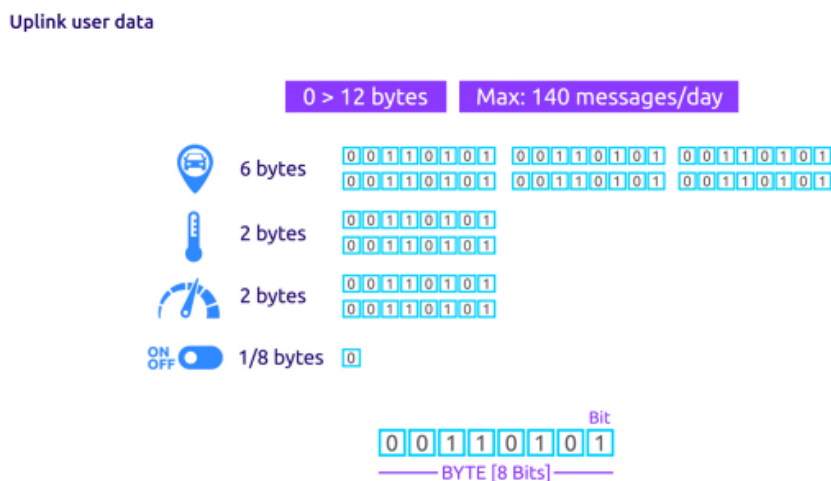 Uplink user data
0 > 12 bytes Max: 140 messages/day
0 0 1 1 0 1 0 1 0 0 1 1 0 1 0 1 0 0 1 1 0 1 0 1
6 bytes
0 0 1 1 0 1 0 1 0 0 1 1 0 1 0 1 0 0 1 1 0 1 0 1
0 0 1 1 0 1 0 1
2 bytes
0 0 1 1 0 1 0 1
0 0 1 1 0 1 0 1
2 bytes
0 0 1 1 0 1 0 1
ON
OFF 1/8 bytes 0
Bit
0 0 1 1 0 1 0 1
BYTE [8 Bits]